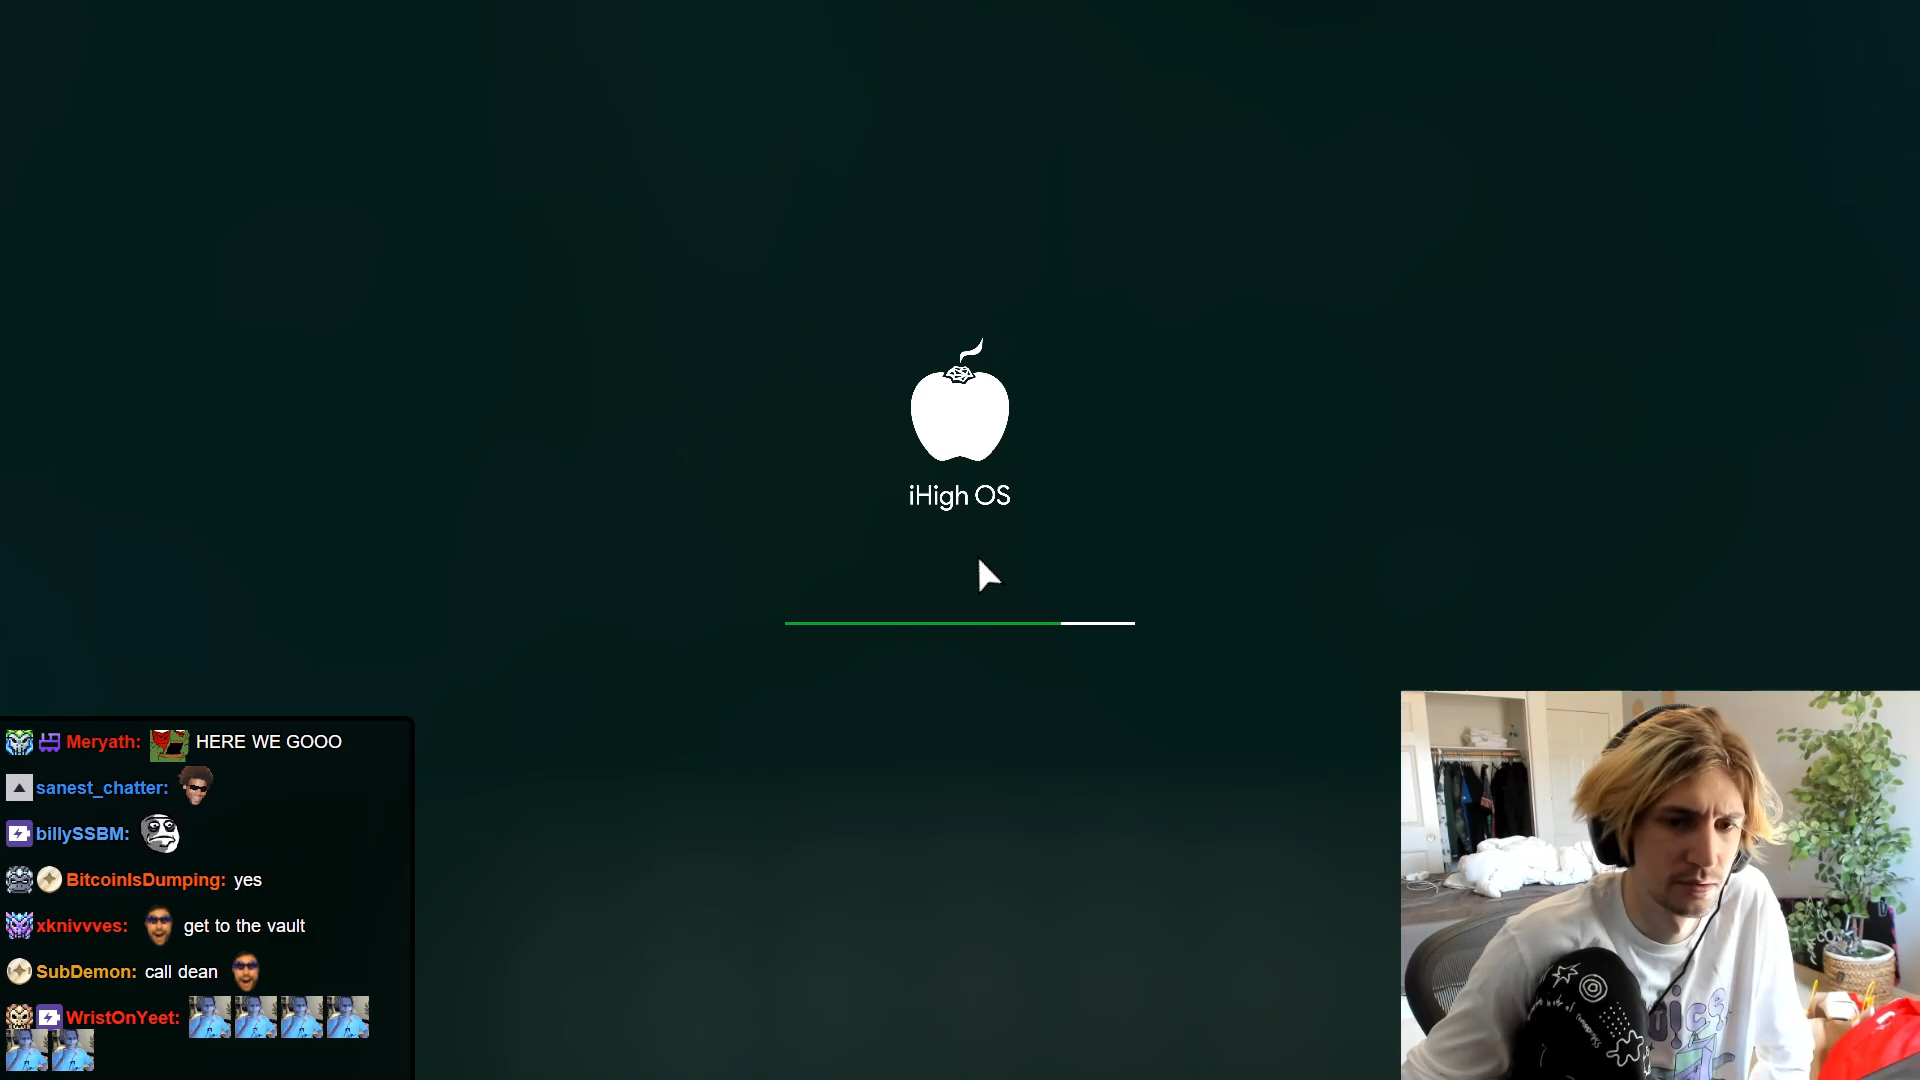 iHigh OS
Meryath: HERE WE GOOO
sanest_chatter:
billySSBM:
BitcoinIsDumping: yes
xknivvves: get to the vault
SubDemon: call dean
WristOnYeet: